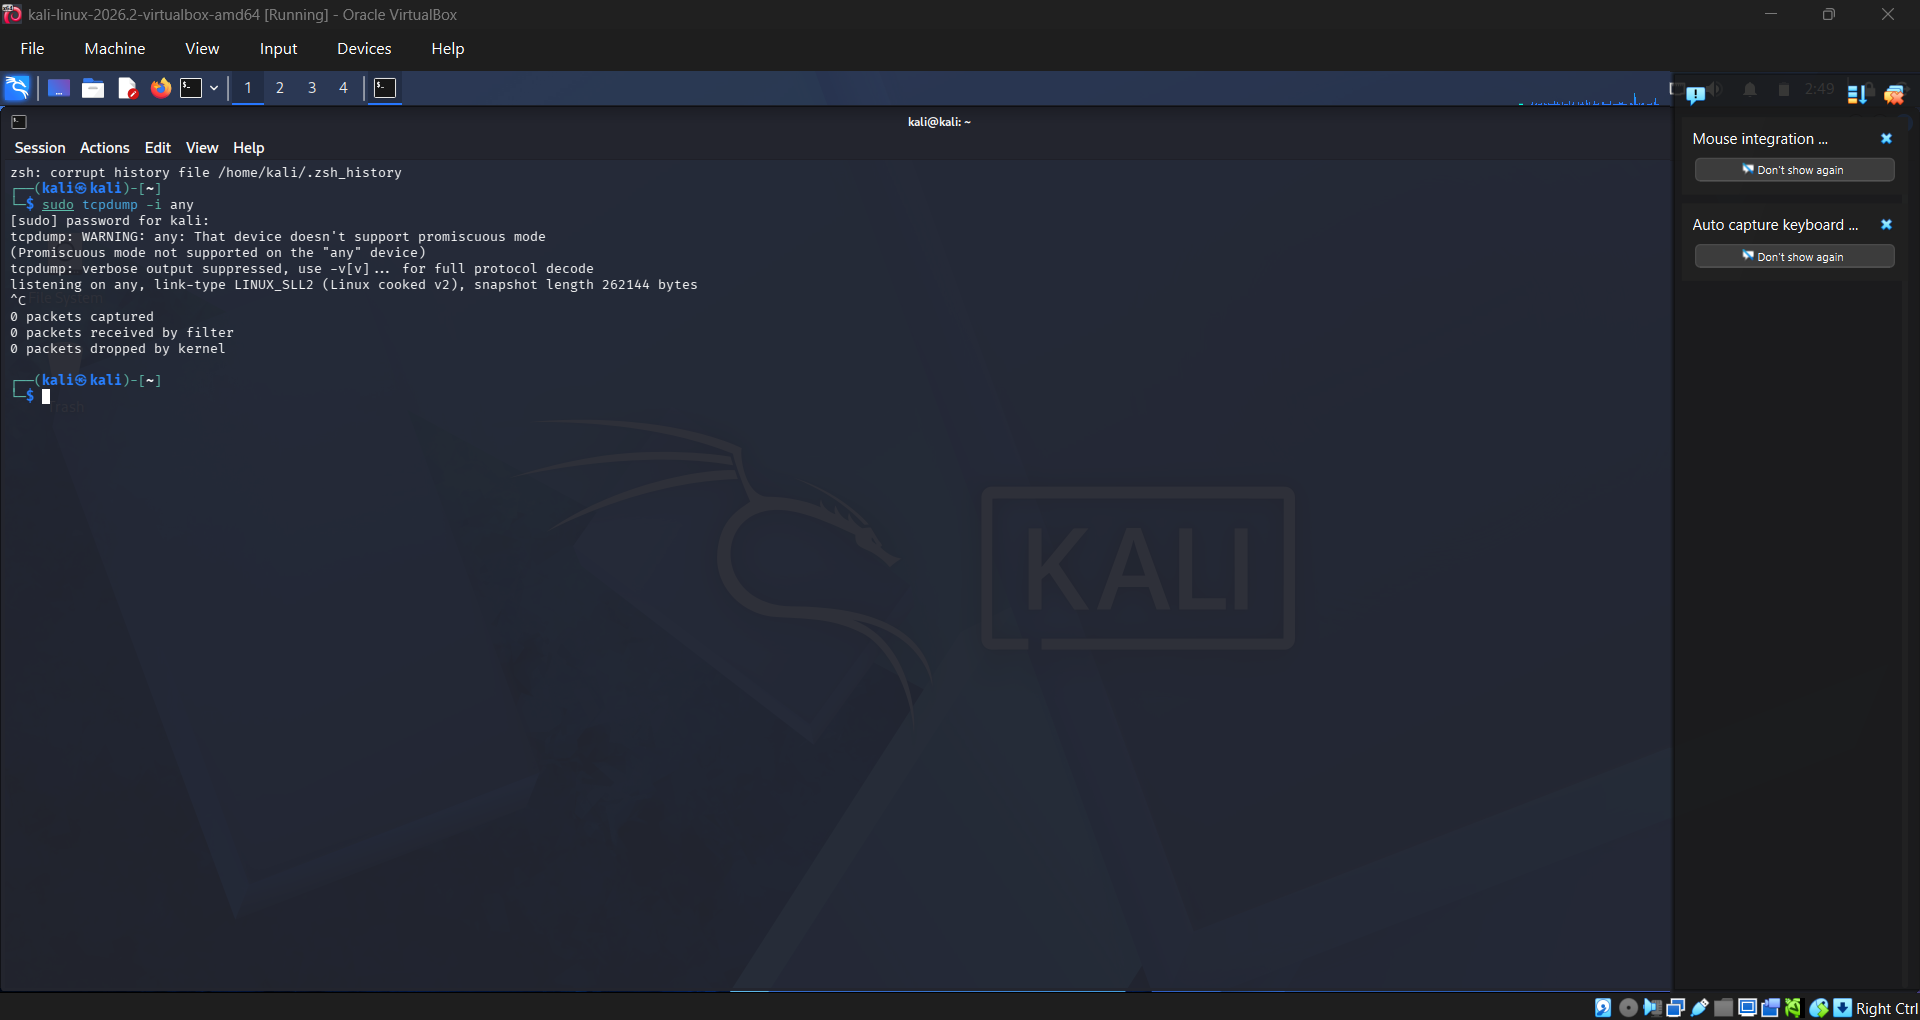 kali-linux-2026.2-virtualbox-amd64 [Running] - Oracle VirtualBox
File Machine View Input Devices Help
1 2 3 4
2:49
kali@kali: ~
Session Actions Edit View Help
zsh: corrupt history file /home/kali/.zsh_history
┌──(kali㉿kali)-[~]
└─$ sudo tcpdump -i any
[sudo] password for kali:
tcpdump: WARNING: any: That device doesn't support promiscuous mode
(Promiscuous mode not supported on the "any" device)
tcpdump: verbose output suppressed, use -v[v]... for full protocol decode
listening on any, link-type LINUX_SLL2 (Linux cooked v2), snapshot length 262144 bytes
^C
File System
0 packets captured
0 packets received by filter
0 packets dropped by kernel
┌──(kali㉿kali)-[~]
└─$
Trash
KALI
Mouse integration ...
Don't show again
Auto capture keyboard ...
Don't show again
Right Ctrl